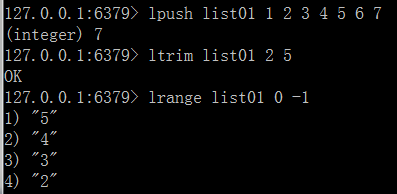 127.0.0.1:6379> lpush list01 1 2 3 4 5 6 7
(integer) 7
127.0.0.1:6379> ltrim list01 2 5
OK
127.0.0.1:6379> lrange list01 0 -1
1) "5"
2) "4"
3) "3"
4) "2"